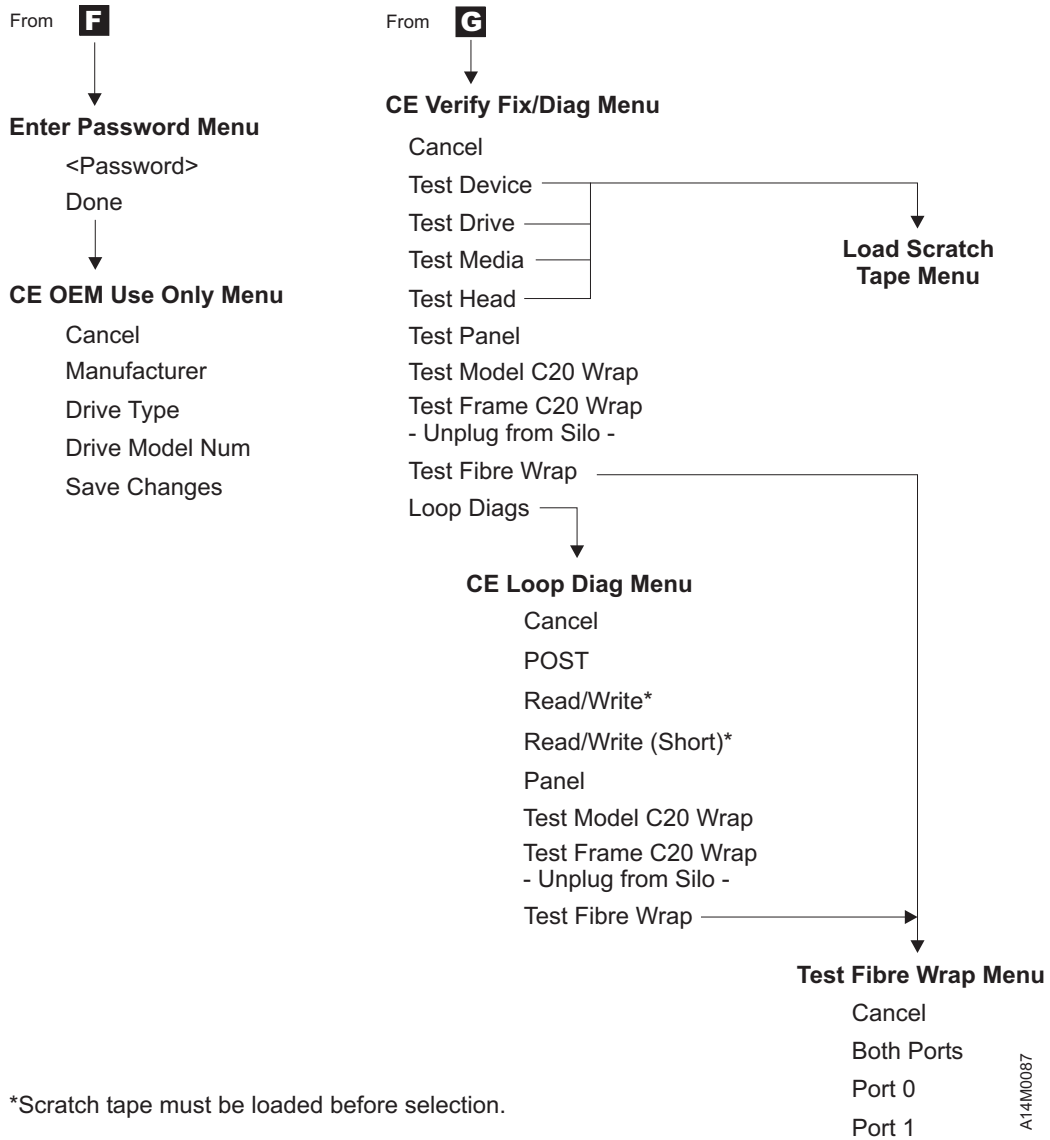 From F
Enter Password Menu
<Password>
Done
CE OEM Use Only Menu
Cancel
Manufacturer
Drive Type
Drive Model Num
Save Changes
From G
CE Verify Fix/Diag Menu
Cancel
Test Device
Test Drive
Test Media
Test Head
Test Panel
Test Model C20 Wrap
Test Frame C20 Wrap
- Unplug from Silo -
Test Fibre Wrap
Loop Diags
Load Scratch
Tape Menu
CE Loop Diag Menu
Cancel
POST
Read/Write*
Read/Write (Short)*
Panel
Test Model C20 Wrap
Test Frame C20 Wrap
- Unplug from Silo -
Test Fibre Wrap
Test Fibre Wrap Menu
Cancel
Both Ports
Port 0
Port 1
*Scratch tape must be loaded before selection.
A14M0087